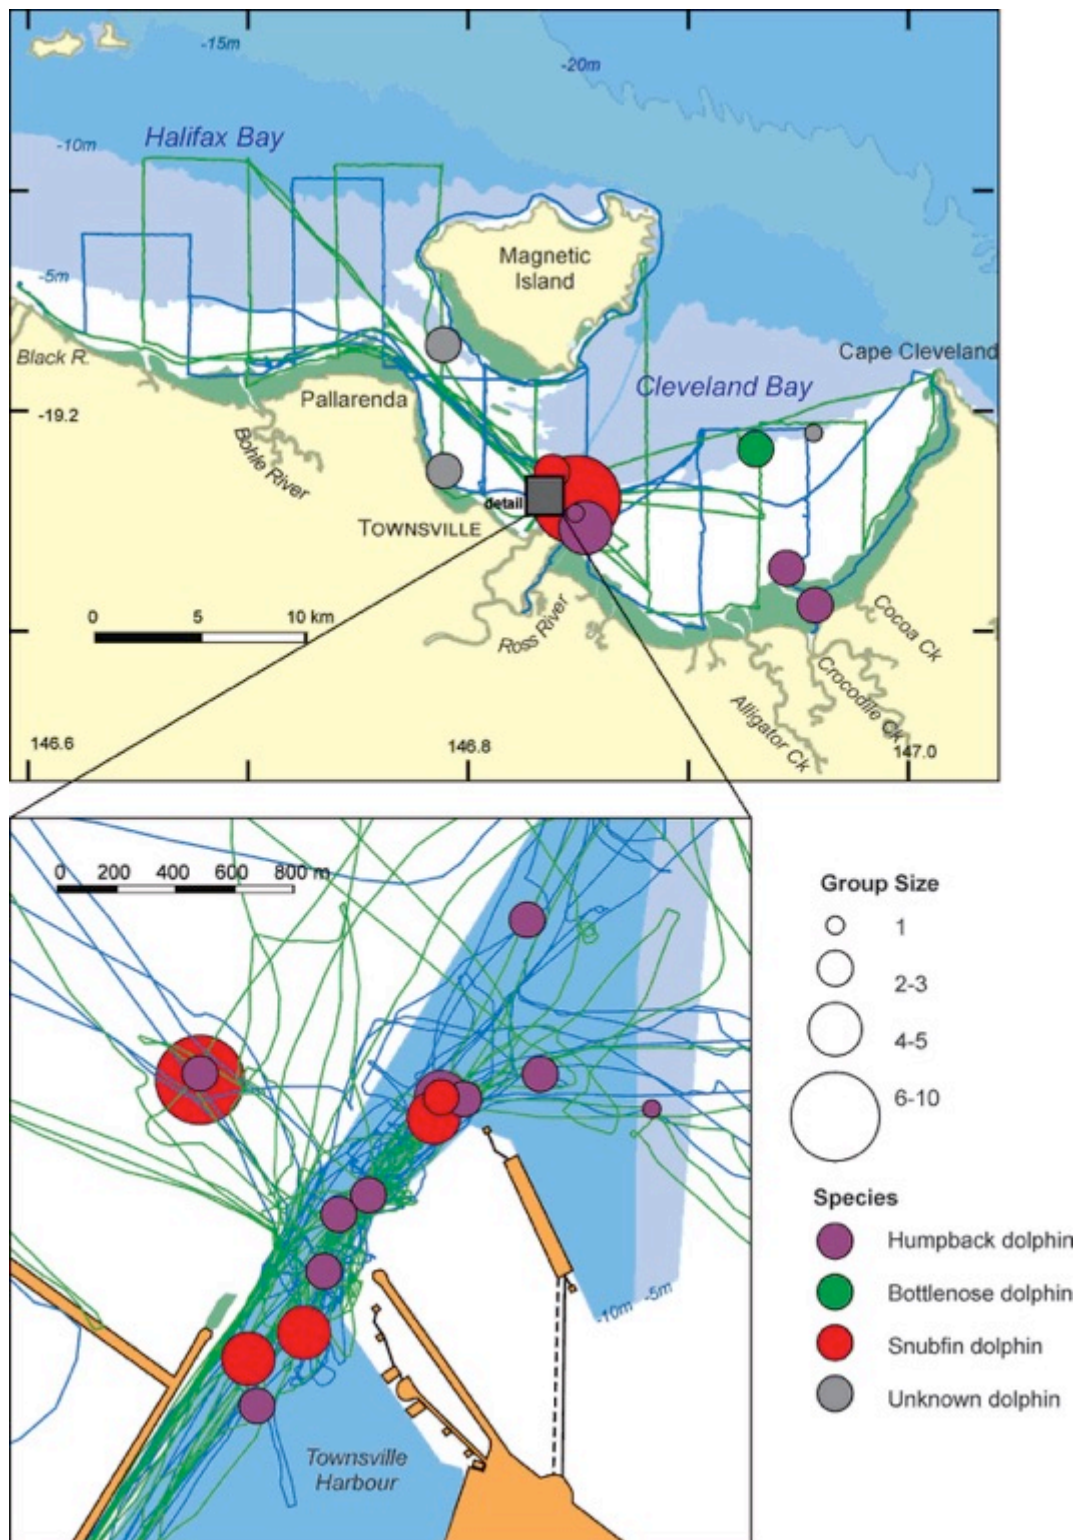 -15m
-20m
Halifax Bay
-10m
Magnetic
Island
-5m
Cape Cleveland
Black R.
Cleveland Bay
Pallarenda
-19.2
Bohle River
detail
TOWNSVILLE
0 5 10 km
Ross River
Cocoa Ck
Crocodile Ck
Alligator Ck
146.6
146.8
147.0
0 200 400 600 800 m
Group Size
1
2-3
4-5
6-10
Species
Humpback dolphin
Bottlenose dolphin
Snubfin dolphin
Unknown dolphin
-10m -5m
Townsville
Harbour